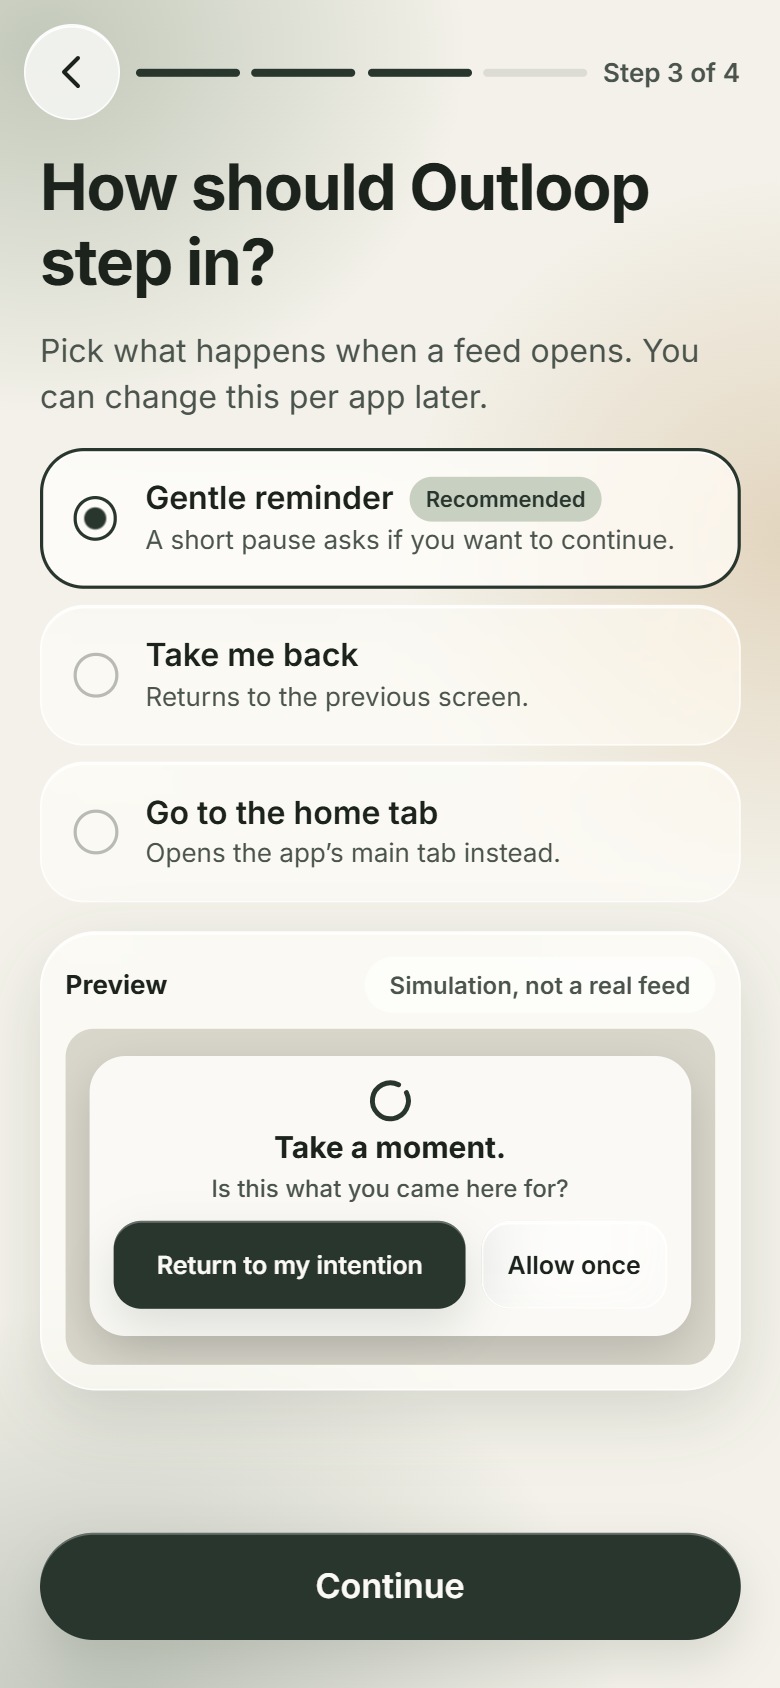 Step 3 of 4
How should Outloop
step in?
Pick what happens when a feed opens. You
can change this per app later.
Gentle reminder Recommended
A short pause asks if you want to continue.
Take me back
Returns to the previous screen.
Go to the home tab
Opens the app’s main tab instead.
Preview Simulation, not a real feed
Take a moment.
Is this what you came here for?
Return to my intention Allow once
Continue